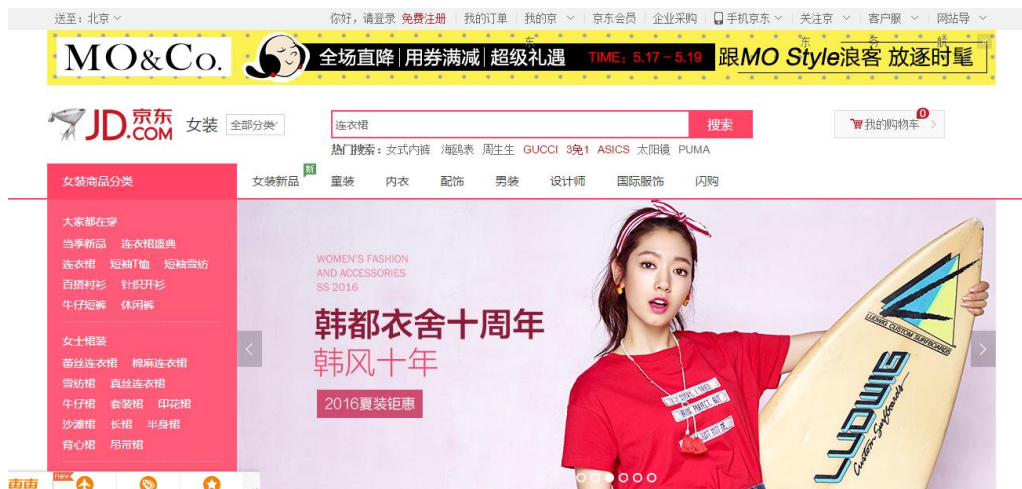 送至：北京
你好，请登录 免费注册 我的订单 我的京东 京东会员 企业采购 手机京东 关注京东 客户服务 网站导航
MO&Co. 全场直降 用券满减 超级礼遇 TIME：5.17－5.19 跟MO Style浪客 放逐时髦
JD.COM 京东 女装 全部分类
连衣裙 搜索
我的购物车 0
热门搜索：女式内裤 海鸥表 周生生 GUCCI 3免1 ASICS 太阳镜 PUMA
女装商品分类 女装新品 新 童装 内衣 配饰 男装 设计师 国际服饰 闪购
大家都在穿
当季新品 连衣裙盛典
连衣裙 短袖T恤 短袖雪纺
百搭衬衫 针织开衫
牛仔短裤 休闲裤
女士裙装
蕾丝连衣裙 棉麻连衣裙
雪纺裙 真丝连衣裙
牛仔裙 套装裙 印花裙
沙滩裙 长裙 半身裙
背心裙 吊带裙
new
WOMEN'S FASHION
AND ACCESSORIES
SS 2016
韩都衣舍十周年
韩风十年
2016夏装钜惠
LUDWIG CUSTOM SURFBOARDS
LUDWIG
Custom Surfboards